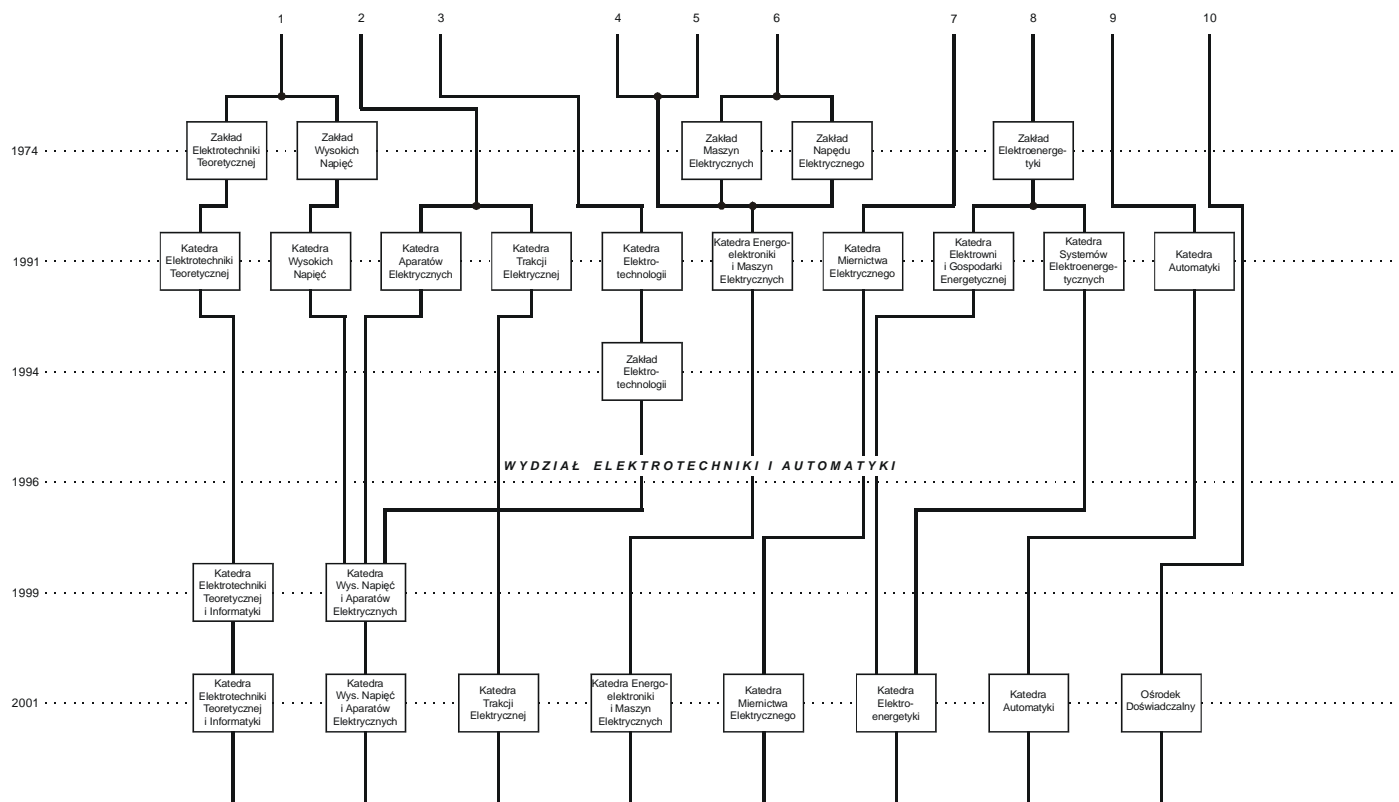 1
2
3
4
5
6
7
8
9
10
1974
Zakład
Elektrotechniki
Teoretycznej
Zakład
Wysokich
Napięć
Zakład
Maszyn
Elektrycznych
Zakład
Napędu
Elektrycznego
Zakład
Elektroenerge-
tyki
1991
Katedra
Elektrotechniki
Teoretycznej
Katedra
Wysokich
Napięć
Katedra
Aparatów
Elektrycznych
Katedra
Trakcji
Elektrycznej
Katedra
Elektro-
technologii
Katedra Energo-
elektroniki
i Maszyn
Elektrycznych
Katedra
Miernictwa
Elektrycznego
Katedra
Elektrowni
i Gospodarki
Energetycznej
Katedra
Systemów
Elektroenerge-
tycznych
Katedra
Automatyki
1994
Zakład
Elektro-
technologii
WYDZIAŁ ELEKTROTECHNIKI I AUTOMATYKI
1996
1999
Katedra
Elektrotechniki
Teoretycznej
i Informatyki
Katedra
Wys. Napięć
i Aparatów
Elektrycznych
2001
Katedra
Elektrotechniki
Teoretycznej
i Informatyki
Katedra
Wys. Napięć
i Aparatów
Elektrycznych
Katedra
Trakcji
Elektrycznej
Katedra Energo-
elektroniki
i Maszyn
Elektrycznych
Katedra
Miernictwa
Elektrycznego
Katedra
Elektro-
energetyki
Katedra
Automatyki
Ośrodek
Doświadczalny